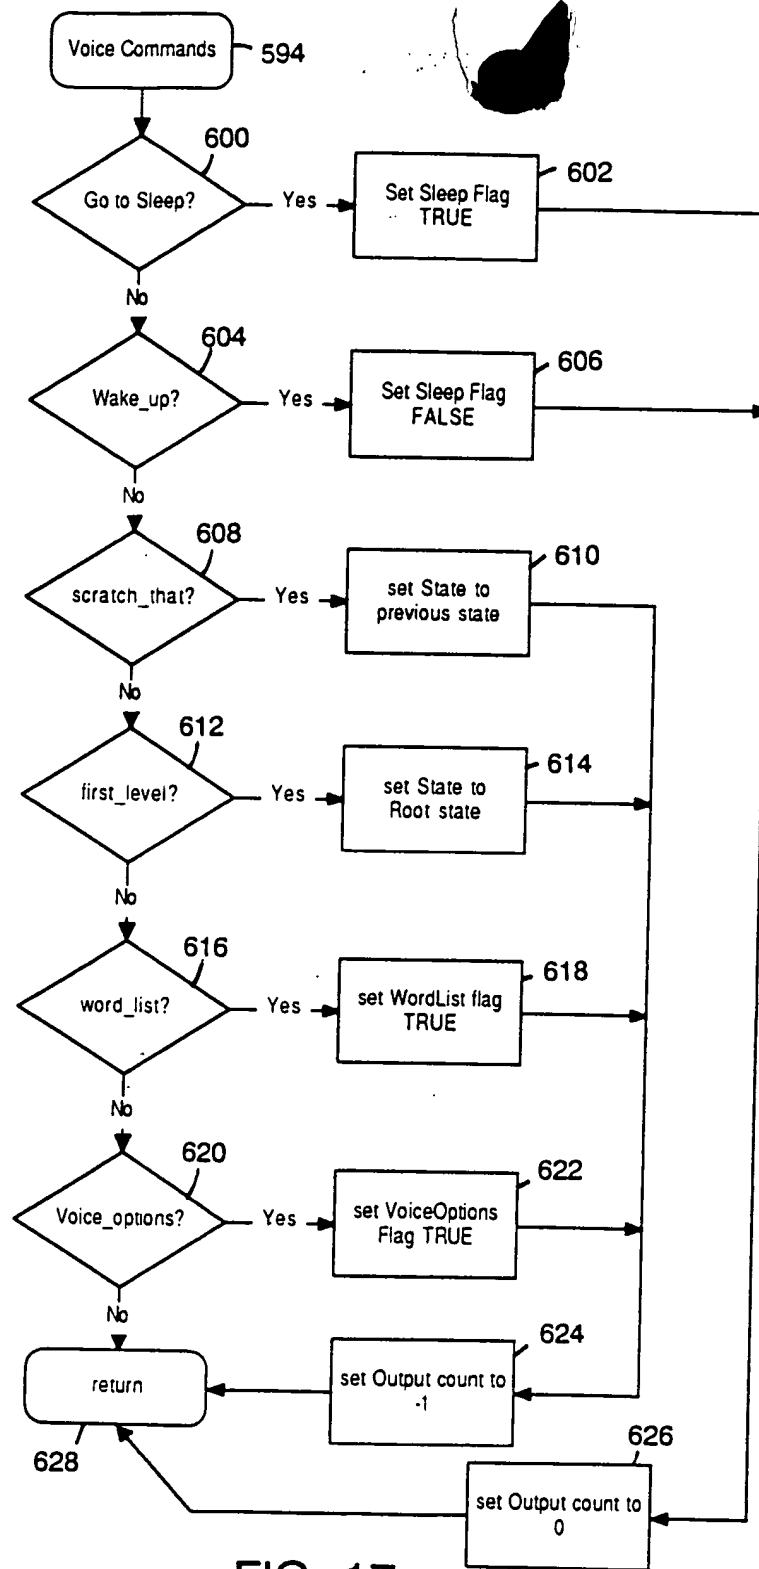 Voice Commands
594
600
Go to Sleep?
Yes
602
Set Sleep Flag
TRUE
No
604
Wake_up?
Yes
606
Set Sleep Flag
FALSE
No
608
scratch_that?
Yes
610
set State to
previous state
No
612
first_level?
Yes
614
set State to
Root state
No
616
word_list?
Yes
618
set WordList flag
TRUE
No
620
Voice_options?
Yes
622
set VoiceOptions
Flag TRUE
No
624
return
set Output count to
-1
628
626
set Output count to
0
FIG. 17